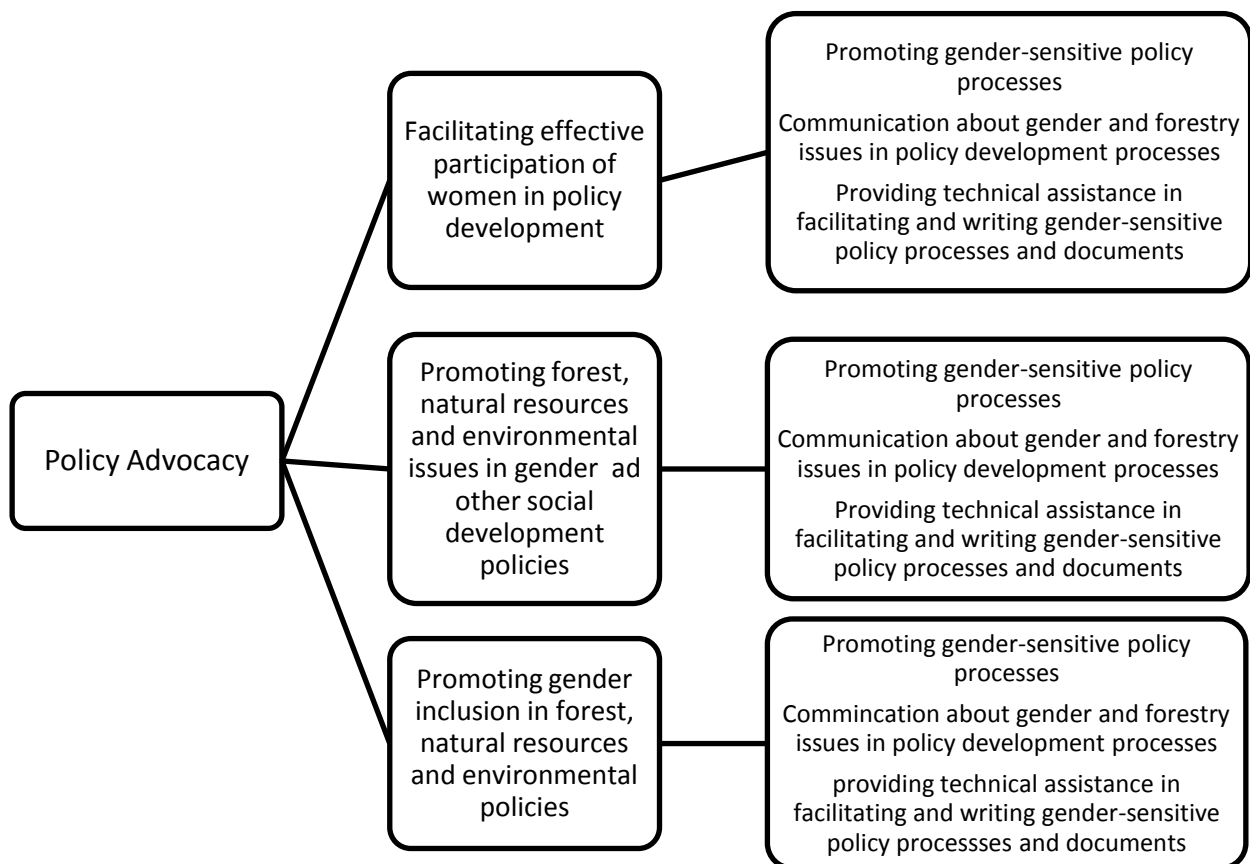 Policy Advocacy
Facilitating effective
participation of
women in policy
development
Promoting gender-sensitive policy
processes
Communication about gender and forestry
issues in policy development processes
Providing technical assistance in
facilitating and writing gender-sensitive
policy processes and documents
Promoting forest,
natural resources
and environmental
issues in gender  ad
other social
development
policies
Promoting gender-sensitive policy
processes
Communication about gender and forestry
issues in policy development processes
Providing technical assistance in
facilitating and writing gender-sensitive
policy processes and documents
Promoting gender
inclusion in forest,
natural resources
and environmental
policies
Promoting gender-sensitive policy
processes
Commincation about gender and forestry
issues in policy development processes
providing technical assistance in
facilitating and writing gender-sensitive
policy processses and documents